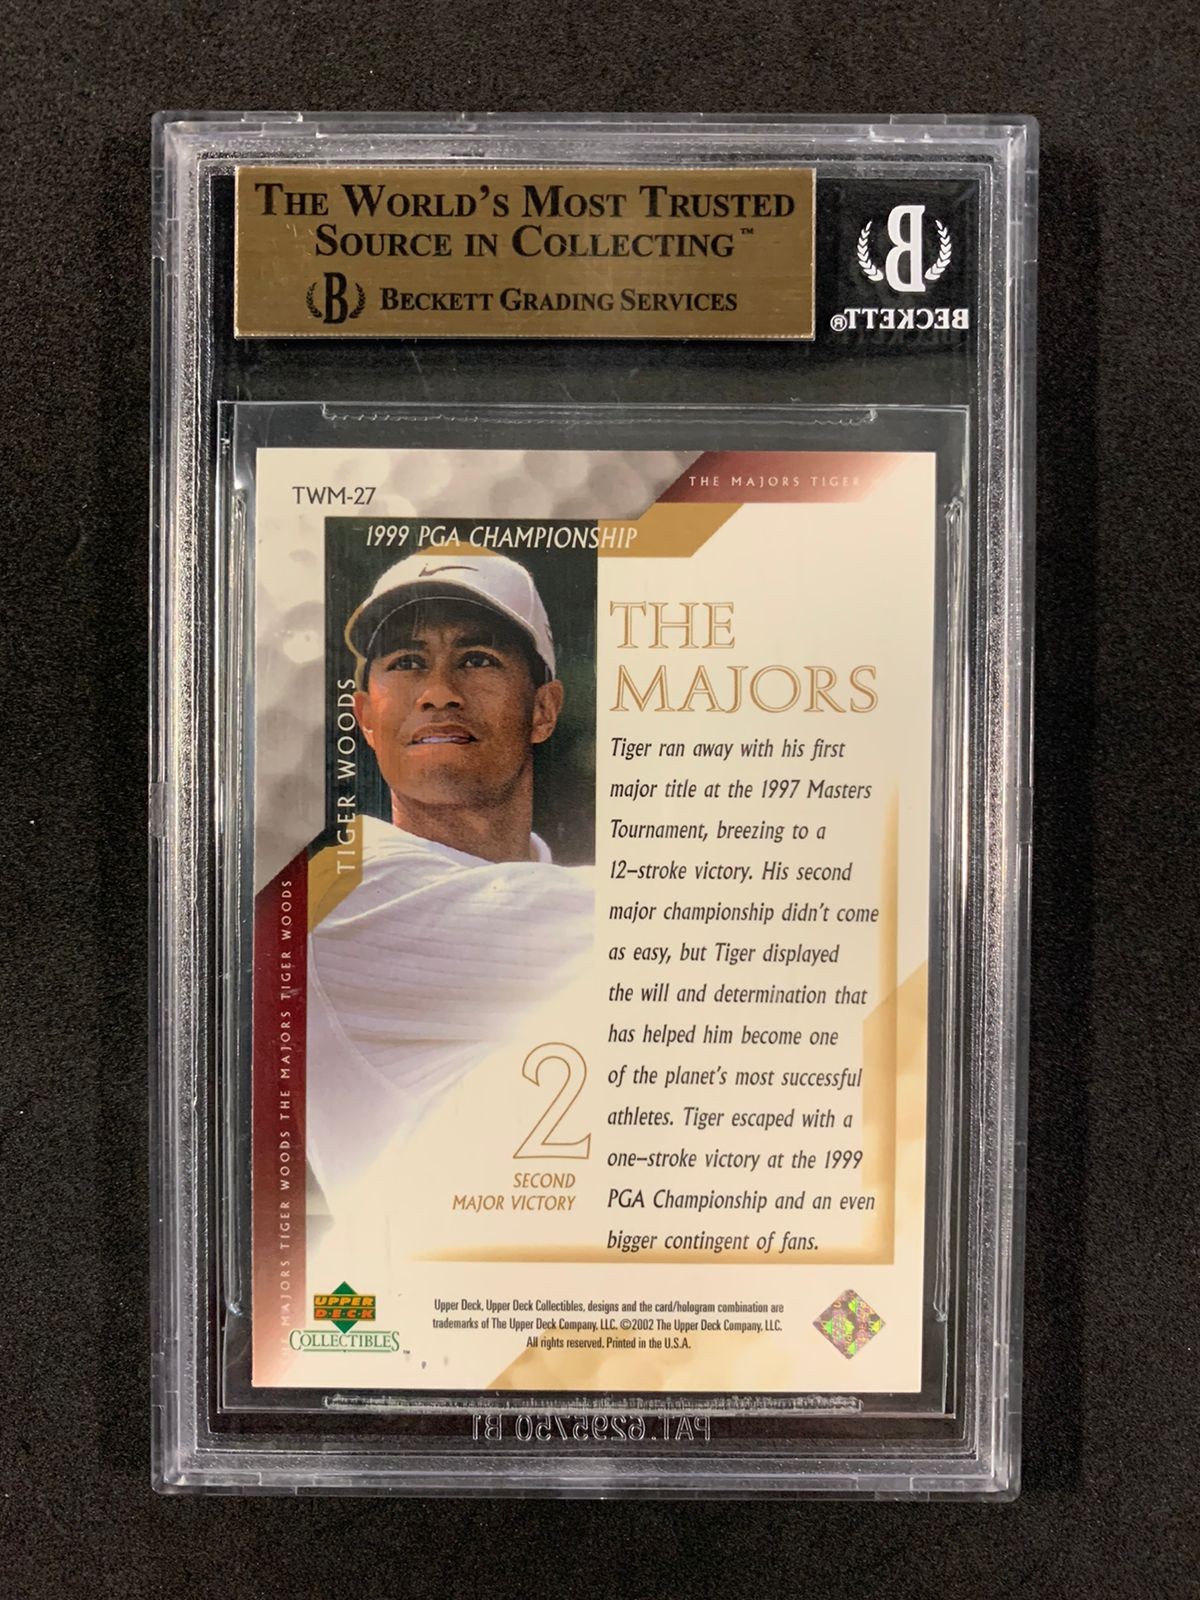 THE WORLD'S MOST TRUSTED
SOURCE IN COLLECTING™
B BECKETT GRADING SERVICES
B
BECKETT®
TWM-27
THE MAJORS TIGER
1999 PGA CHAMPIONSHIP
TIGER WOODS
THE
MAJORS
Tiger ran away with his first
major title at the 1997 Masters
Tournament, breezing to a
12–stroke victory. His second
major championship didn't come
as easy, but Tiger displayed
the will and determination that
has helped him become one
of the planet's most successful
athletes. Tiger escaped with a
one–stroke victory at the 1999
PGA Championship and an even
bigger contingent of fans.
2
SECOND
MAJOR VICTORY
MAJORS TIGER WOODS THE MAJORS TIGER WOODS
UPPER
D·E·C·K
COLLECTIBLES™
Upper Deck, Upper Deck Collectibles, designs and the card/hologram combination are
trademarks of The Upper Deck Company, LLC. ©2002 The Upper Deck Company, LLC.
All rights reserved. Printed in the U.S.A.
PAT. 6295750 B1